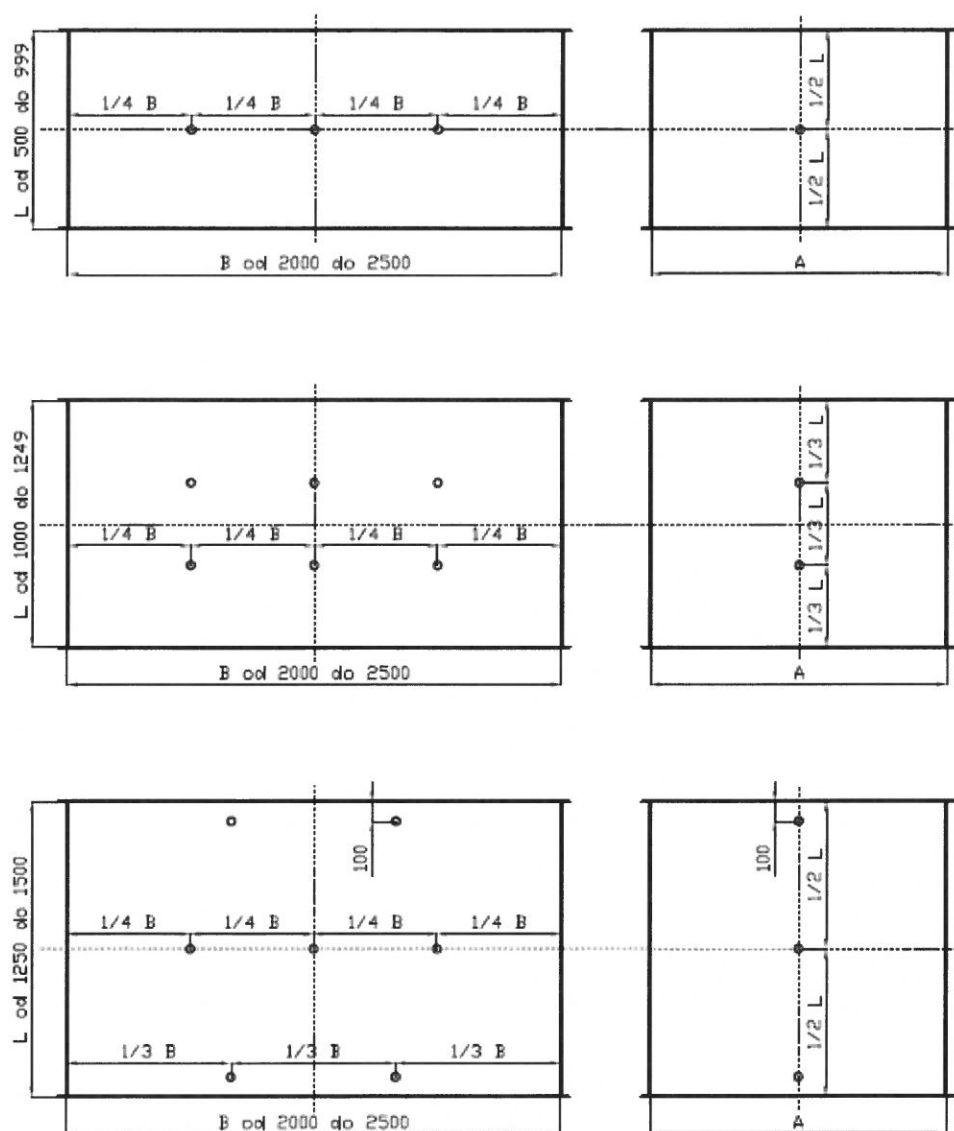 L od 500 do 999
1/4 B 1/4 B 1/4 B 1/4 B
B od 2000 do 2500
1/2 L
1/2 L
A
L od 1000 do 1249
1/4 B 1/4 B 1/4 B 1/4 B
B od 2000 do 2500
1/3 L
1/3 L
1/3 L
A
L od 1250 do 1500
100
1/4 B 1/4 B 1/4 B 1/4 B
1/3 B 1/3 B 1/3 B
B od 2000 do 2500
100
1/2 L
1/2 L
A